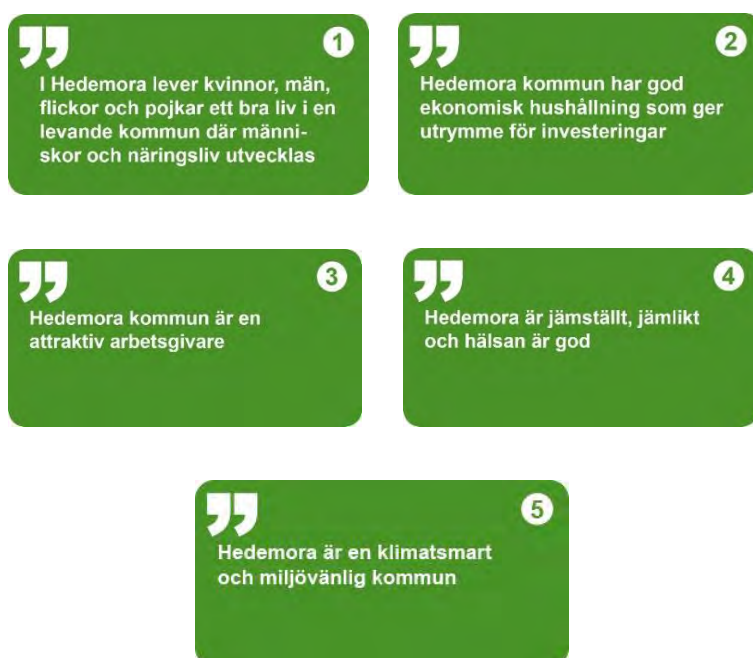 ”
1
I Hedemora lever kvinnor, män,
flickor och pojkar ett bra liv i en
levande kommun där männi-
skor och näringsliv utvecklas
”
2
Hedemora kommun har god
ekonomisk hushållning som ger
utrymme för investeringar
”
3
Hedemora kommun är en
attraktiv arbetsgivare
”
4
Hedemora är jämställt, jämlikt
och hälsan är god
”
5
Hedemora är en klimatsmart
och miljövänlig kommun